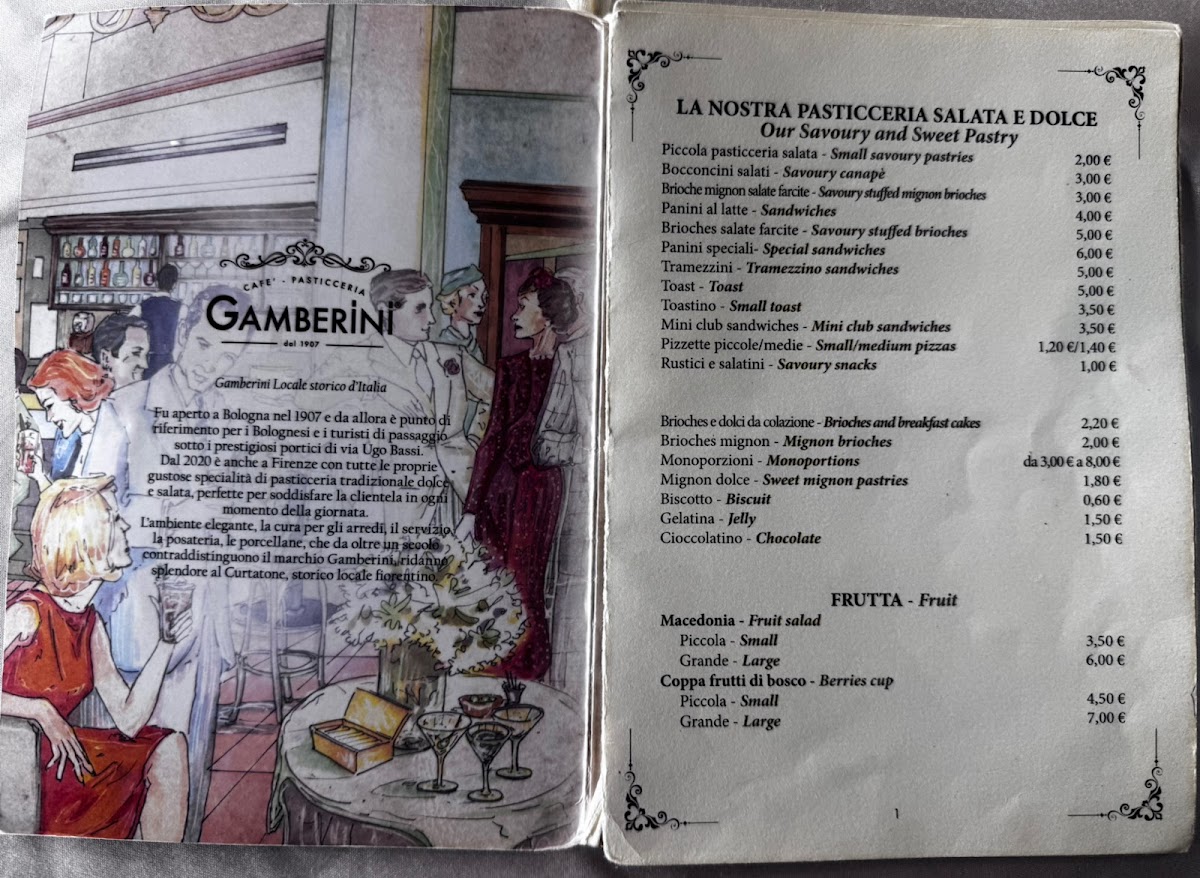 CAFE' - PASTICCERIA
GAMBERINI
dal 1907
Gamberini Locale storico d'Italia
Fu aperto a Bologna nel 1907 e da allora è punto di
riferimento per i Bolognesi e i turisti di passaggio
sotto i prestigiosi portici di via Ugo Bassi.
Dal 2020 è anche a Firenze con tutte le proprie
gustose specialità di pasticceria tradizionale dolce
e salata, perfette per soddisfare la clientela in ogni
momento della giornata.
L'ambiente elegante, la cura per gli arredi, il servizio
la posateria, le porcellane, che da oltre un secolo
contraddistinguono il marchio Gamberini, ridanno
splendore al Curtatone, storico locale fiorentino.
LA NOSTRA PASTICCERIA SALATA E DOLCE
Our Savoury and Sweet Pastry
Piccola pasticceria salata - Small savoury pastries 2,00 €
Bocconcini salati - Savoury canapè 3,00 €
Brioche mignon salate farcite - Savoury stuffed mignon brioches 3,00 €
Panini al latte - Sandwiches 4,00 €
Brioches salate farcite - Savoury stuffed brioches 5,00 €
Panini speciali- Special sandwiches 6,00 €
Tramezzini - Tramezzino sandwiches 5,00 €
Toast - Toast 5,00 €
Toastino - Small toast 3,50 €
Mini club sandwiches - Mini club sandwiches 3,50 €
Pizzette piccole/medie - Small/medium pizzas 1,20 €/1,40 €
Rustici e salatini - Savoury snacks 1,00 €
Brioches e dolci da colazione - Brioches and breakfast cakes 2,20 €
Brioches mignon - Mignon brioches 2,00 €
Monoporzioni - Monoportions da 3,00 € a 8,00 €
Mignon dolce - Sweet mignon pastries 1,80 €
Biscotto - Biscuit 0,60 €
Gelatina - Jelly 1,50 €
Cioccolatino - Chocolate 1,50 €
FRUTTA - Fruit
Macedonia - Fruit salad
Piccola - Small 3,50 €
Grande - Large 6,00 €
Coppa frutti di bosco - Berries cup
Piccola - Small 4,50 €
Grande - Large 7,00 €
1